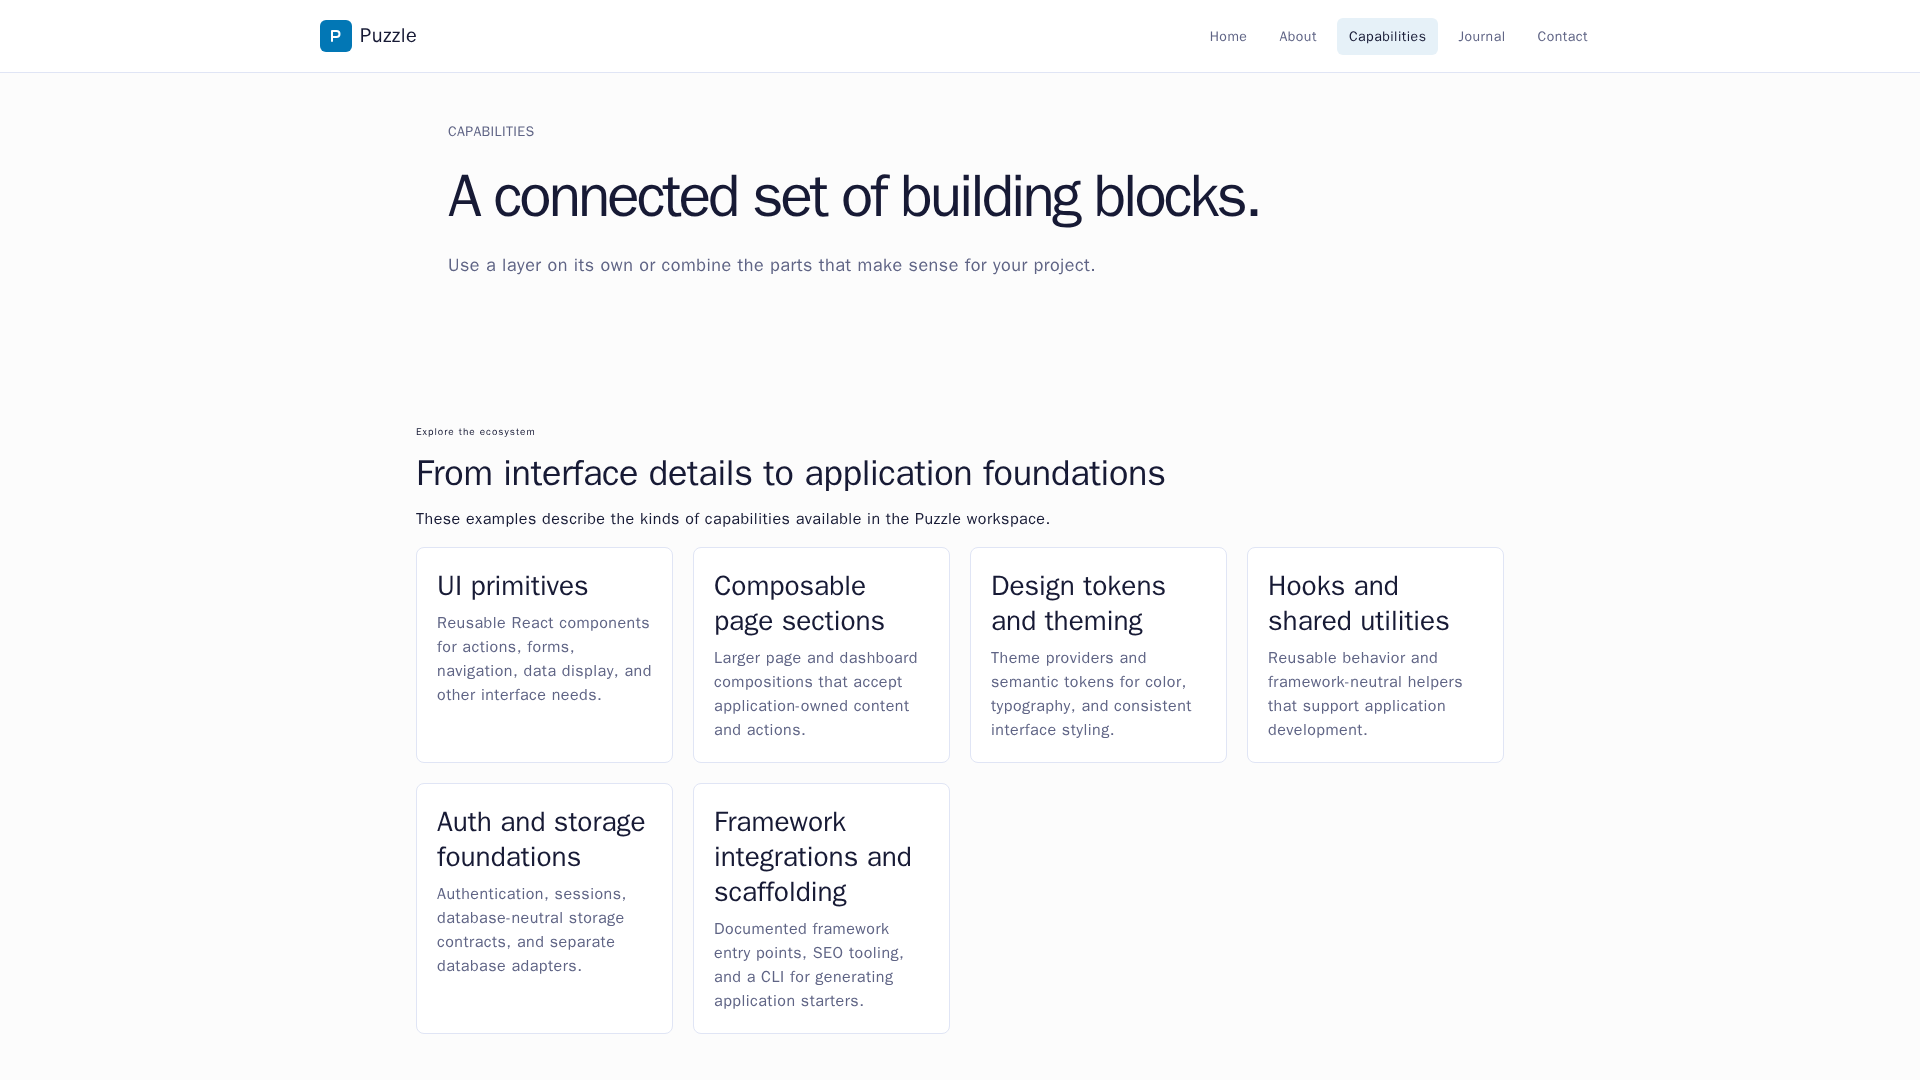 P Puzzle
Home About Capabilities Journal Contact
CAPABILITIES
A connected set of building blocks.
Use a layer on its own or combine the parts that make sense for your project.
Explore the ecosystem
From interface details to application foundations
These examples describe the kinds of capabilities available in the Puzzle workspace.
UI primitives
Reusable React components
for actions, forms,
navigation, data display, and
other interface needs.
Composable
page sections
Larger page and dashboard
compositions that accept
application-owned content
and actions.
Design tokens
and theming
Theme providers and
semantic tokens for color,
typography, and consistent
interface styling.
Hooks and
shared utilities
Reusable behavior and
framework-neutral helpers
that support application
development.
Auth and storage
foundations
Authentication, sessions,
database-neutral storage
contracts, and separate
database adapters.
Framework
integrations and
scaffolding
Documented framework
entry points, SEO tooling,
and a CLI for generating
application starters.